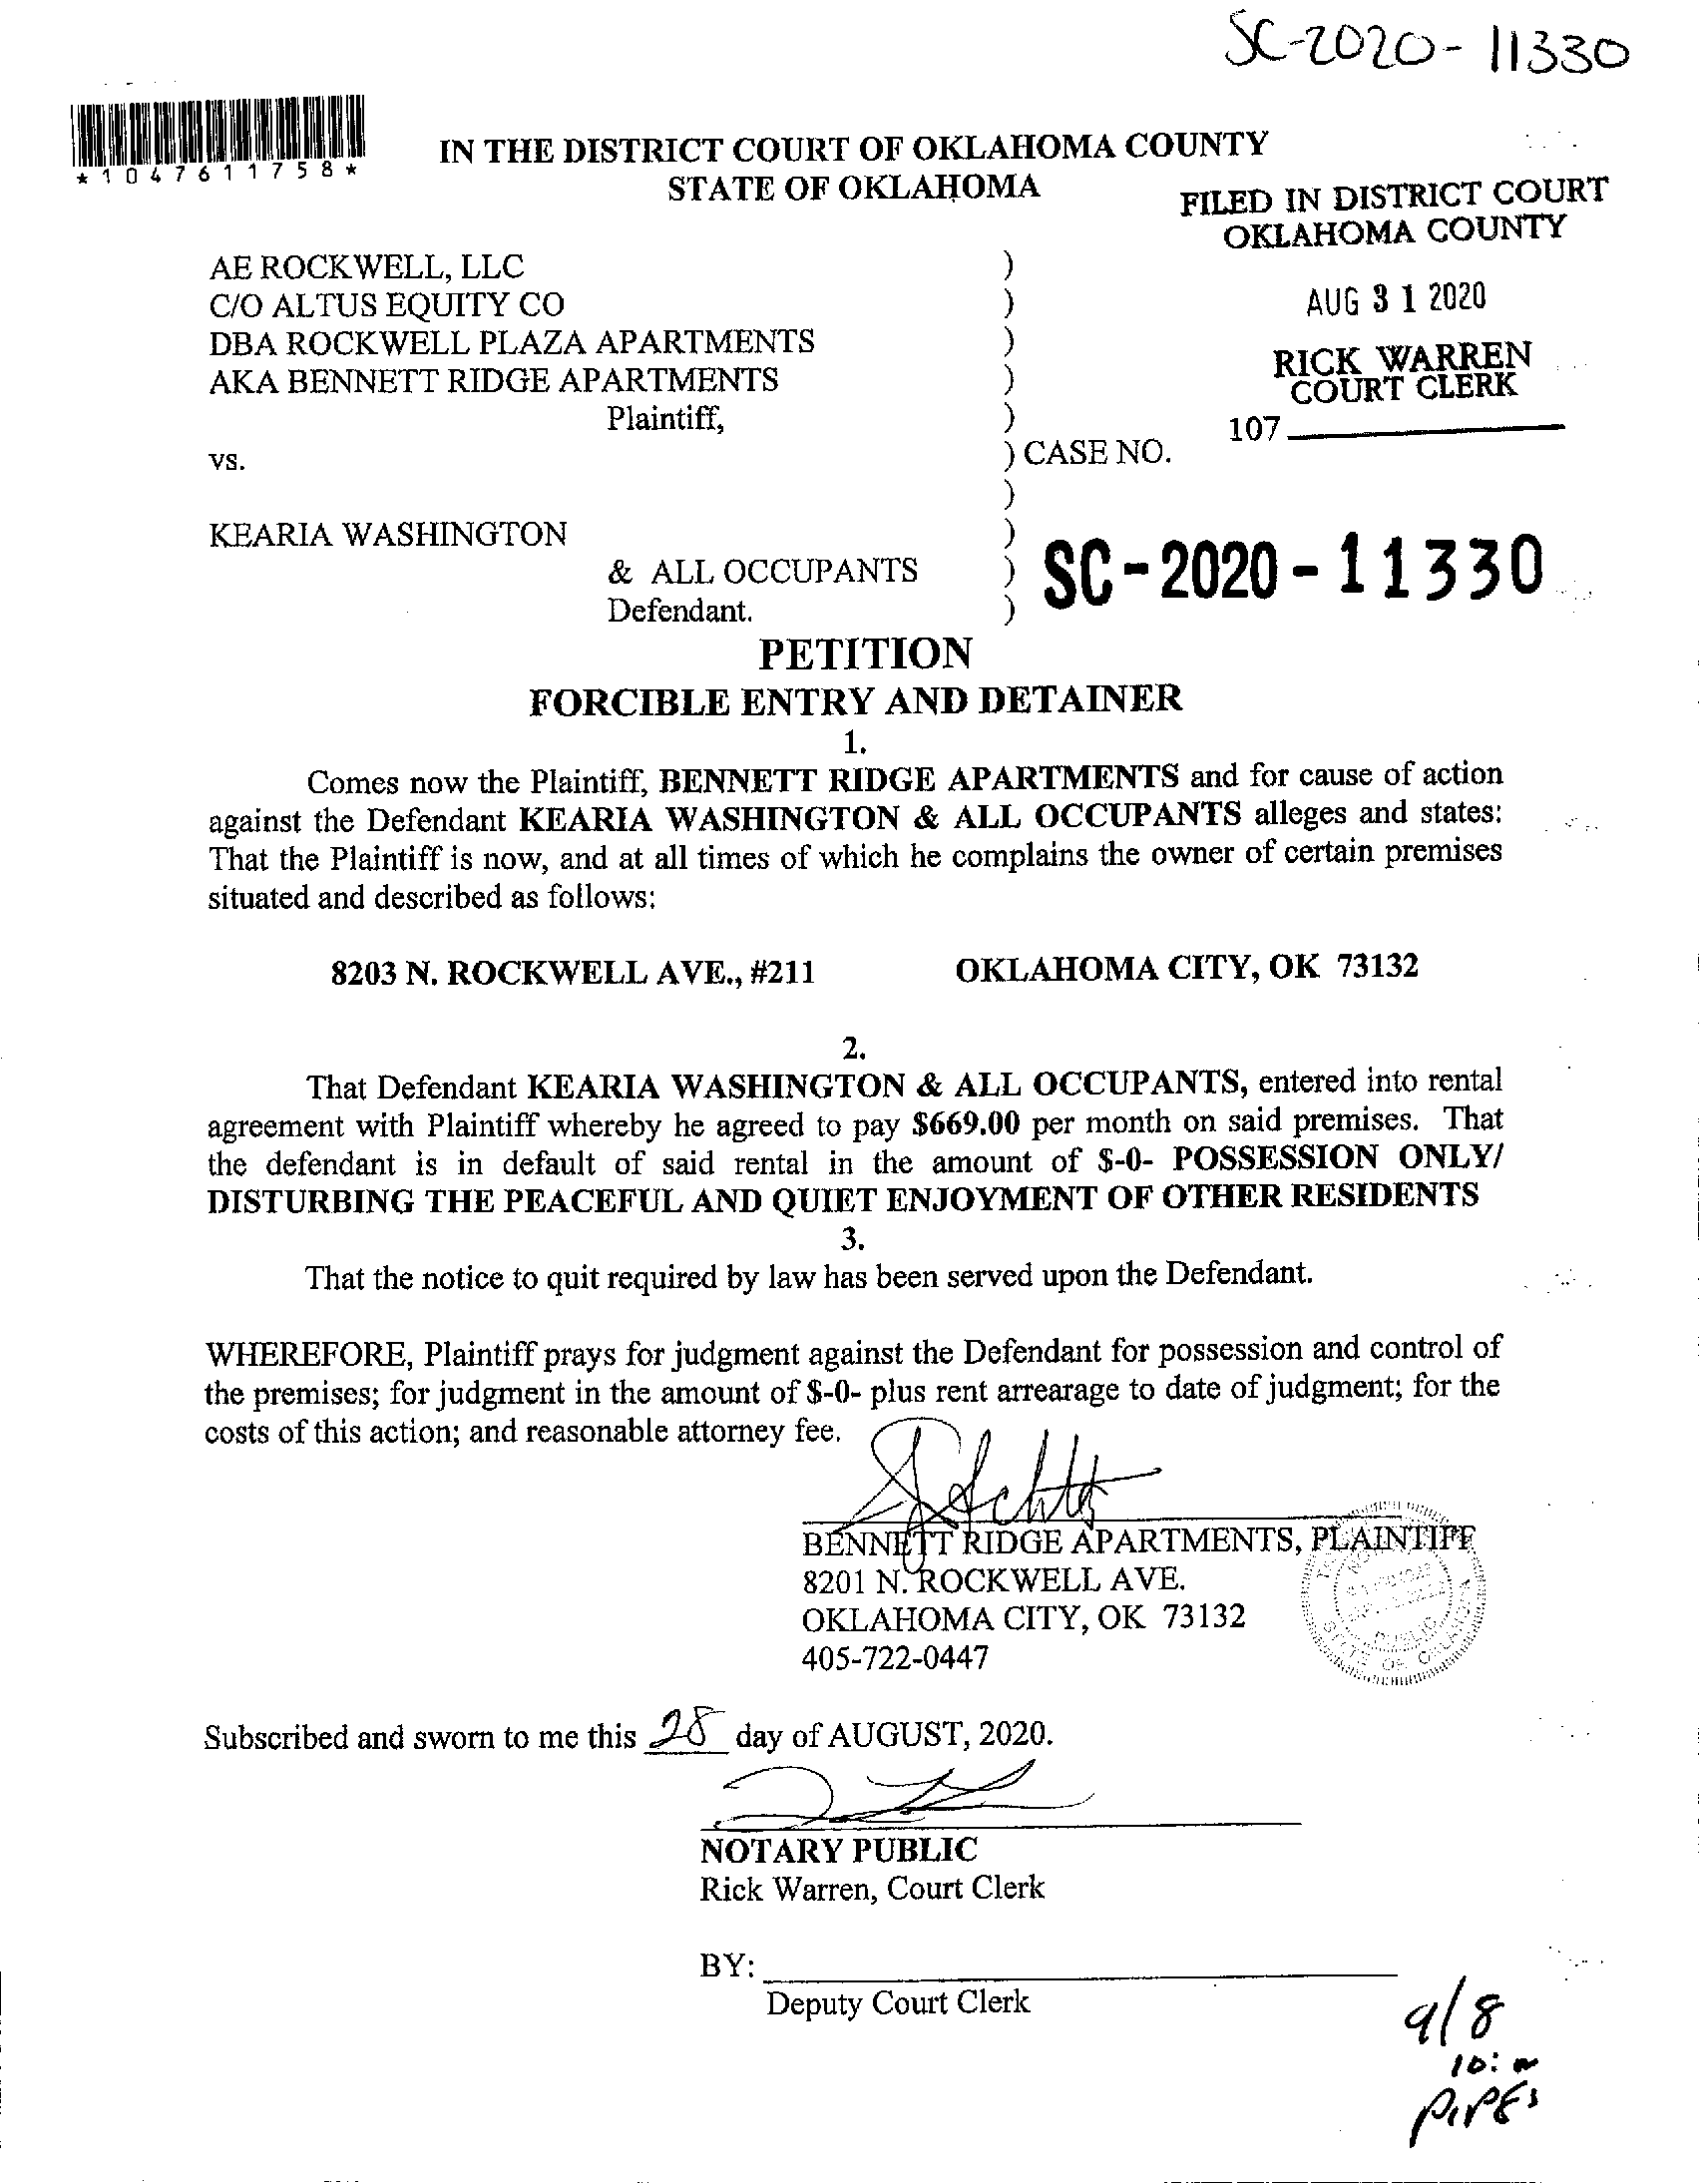 SC-2020-11330
*1047611758*
IN THE DISTRICT COURT OF OKLAHOMA COUNTY
STATE OF OKLAHOMA
FILED IN DISTRICT COURT
OKLAHOMA COUNTY
AUG 31 2020
RICK WARREN
COURT CLERK
107
AE ROCKWELL, LLC )
C/O ALTUS EQUITY CO )
DBA ROCKWELL PLAZA APARTMENTS )
AKA BENNETT RIDGE APARTMENTS )
Plaintiff, )
vs. ) CASE NO.
)
KEARIA WASHINGTON )
& ALL OCCUPANTS ) SC-2020-11330
Defendant. )
PETITION
FORCIBLE ENTRY AND DETAINER
1.
Comes now the Plaintiff, BENNETT RIDGE APARTMENTS and for cause of action
against the Defendant KEARIA WASHINGTON & ALL OCCUPANTS alleges and states:
That the Plaintiff is now, and at all times of which he complains the owner of certain premises
situated and described as follows:
8203 N. ROCKWELL AVE., #211 OKLAHOMA CITY, OK 73132
2.
That Defendant KEARIA WASHINGTON & ALL OCCUPANTS, entered into rental
agreement with Plaintiff whereby he agreed to pay $669.00 per month on said premises. That
the defendant is in default of said rental in the amount of $-0- POSSESSION ONLY/
DISTURBING THE PEACEFUL AND QUIET ENJOYMENT OF OTHER RESIDENTS
3.
That the notice to quit required by law has been served upon the Defendant.
WHEREFORE, Plaintiff prays for judgment against the Defendant for possession and control of
the premises; for judgment in the amount of $-0- plus rent arrearage to date of judgment; for the
costs of this action; and reasonable attorney fee.
BENNETT RIDGE APARTMENTS, PLAINTIFF
8201 N. ROCKWELL AVE.
OKLAHOMA CITY, OK 73132
405-722-0447
PUBLIC
STATE OF OKLAHOMA
Subscribed and sworn to me this 28 day of AUGUST, 2020.
NOTARY PUBLIC
Rick Warren, Court Clerk
BY:
Deputy Court Clerk
9/8
10:
PIPES